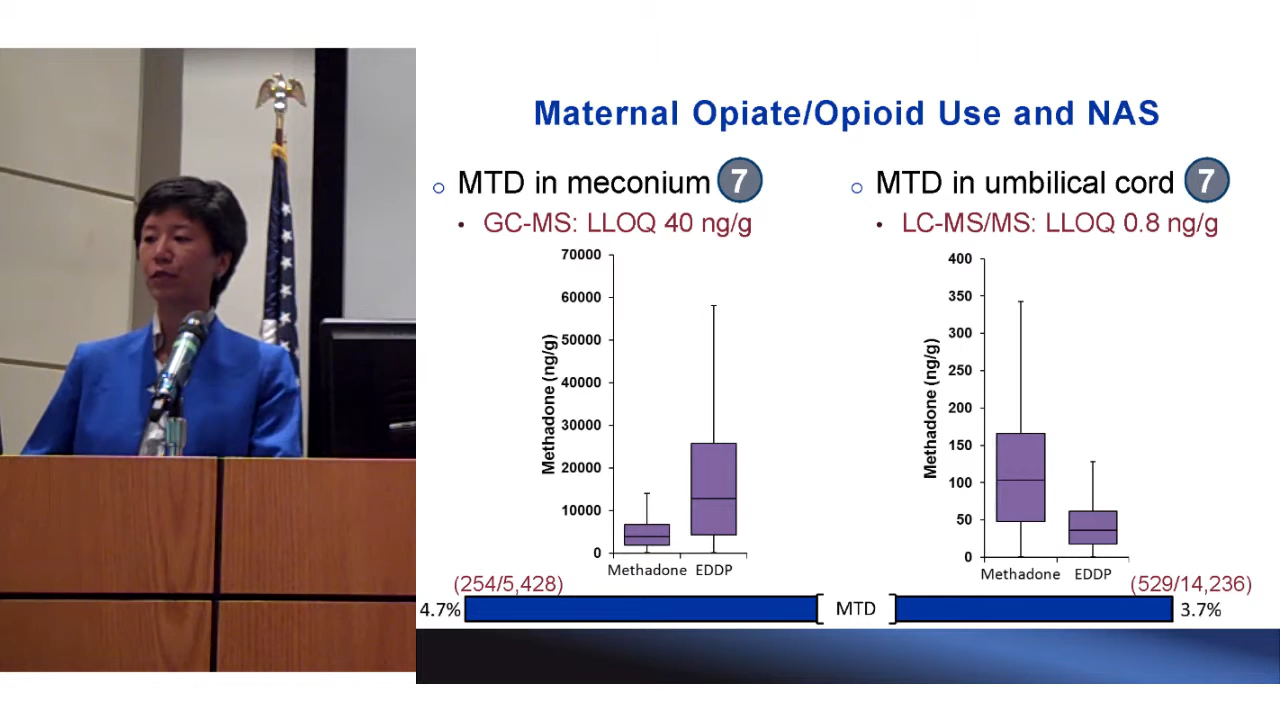 Maternal Opiate/Opioid Use and NAS
MTD in meconium 7
GC-MS: LLOQ 40 ng/g
Methadone (ng/g)
70000
60000
50000
40000
30000
20000
10000
0
Methadone EDDP
(254/5,428)
4.7%
MTD in umbilical cord 7
LC-MS/MS: LLOQ 0.8 ng/g
Methadone (ng/g)
400
350
300
250
200
150
100
50
0
Methadone EDDP
(529/14,236)
MTD
3.7%